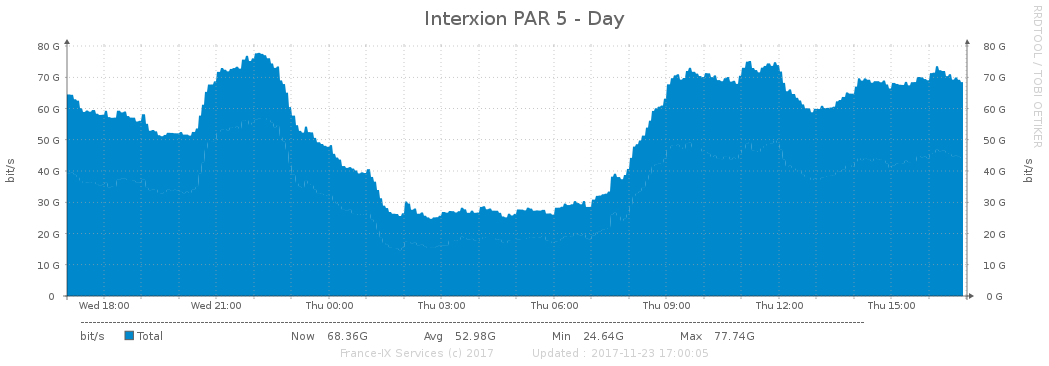 Interxion PAR 5 - Day
RRDTOOL / TOBI OETIKER
bit/s
bit/s
80 G 80 G
70 G 70 G
60 G 60 G
50 G 50 G
40 G 40 G
30 G 30 G
20 G 20 G
10 G 10 G
0 0 G
Wed 18:00 Wed 21:00 Thu 00:00 Thu 03:00 Thu 06:00 Thu 09:00 Thu 12:00 Thu 15:00
bit/s Total Now 68.36G Avg 52.98G Min 24.64G Max 77.74G
France-IX Services (c) 2017 Updated : 2017-11-23 17:00:05